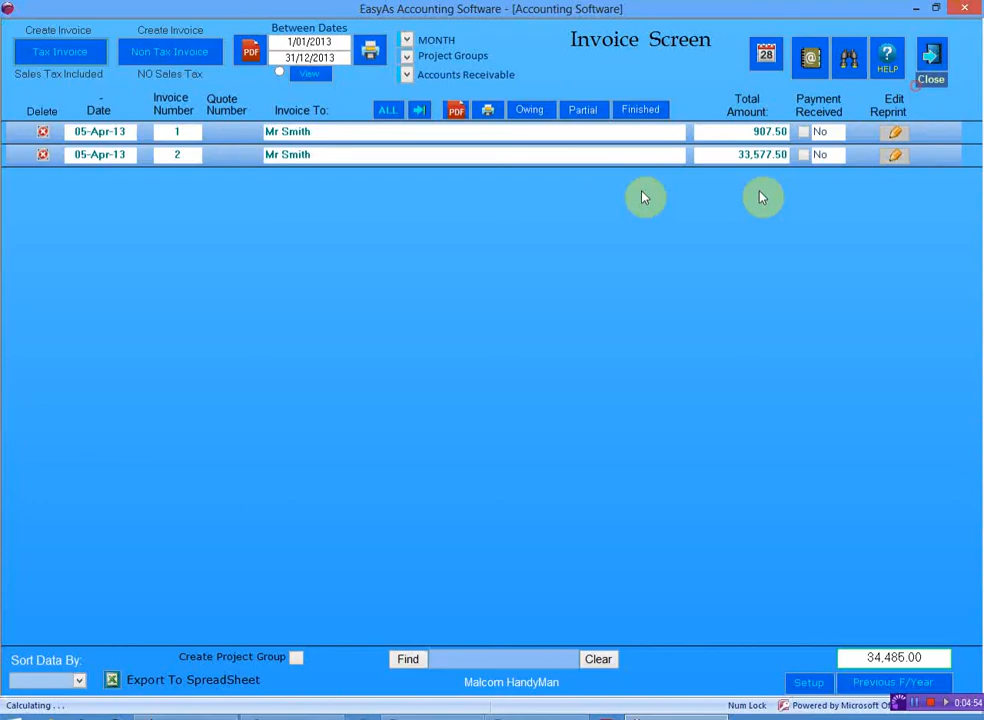 EasyAs Accounting Software - [Accounting Software]
Create Invoice
Tax Invoice
Sales Tax Included
Create Invoice
Non Tax Invoice
NO Sales Tax
PDF
Between Dates
1/01/2013
31/12/2013
View
MONTH
Project Groups
Accounts Receivable
Invoice Screen
28
@
?
HELP
Close
Delete
-
Date
Invoice
Number
Quote
Number
Invoice To:
ALL
PDF
Owing
Partial
Finished
Total
Amount:
Payment
Received
Edit
Reprint
05-Apr-13 1 Mr Smith 907.50 No
05-Apr-13 2 Mr Smith 33,577.50 No
Sort Data By:
Create Project Group
Export To SpreadSheet
Find
Clear
Malcom HandyMan
34,485.00
Setup
Previous F/Year
Calculating . . .
Num Lock
Powered by Microsoft
0:04:54